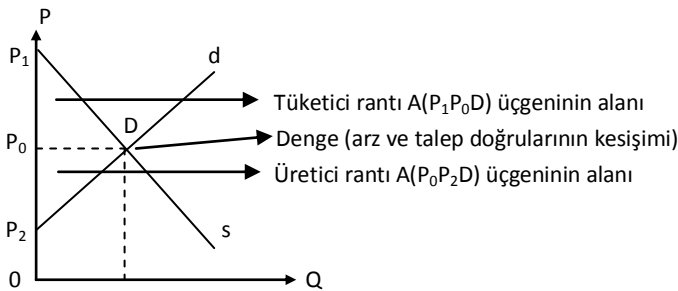 P
P1
d
Tüketici rantı A(P1P0D) üçgeninin alanı
D
Denge (arz ve talep doğrularının kesişimi)
P0
Üretici rantı A(P0P2D) üçgeninin alanı
P2
s
0
Q